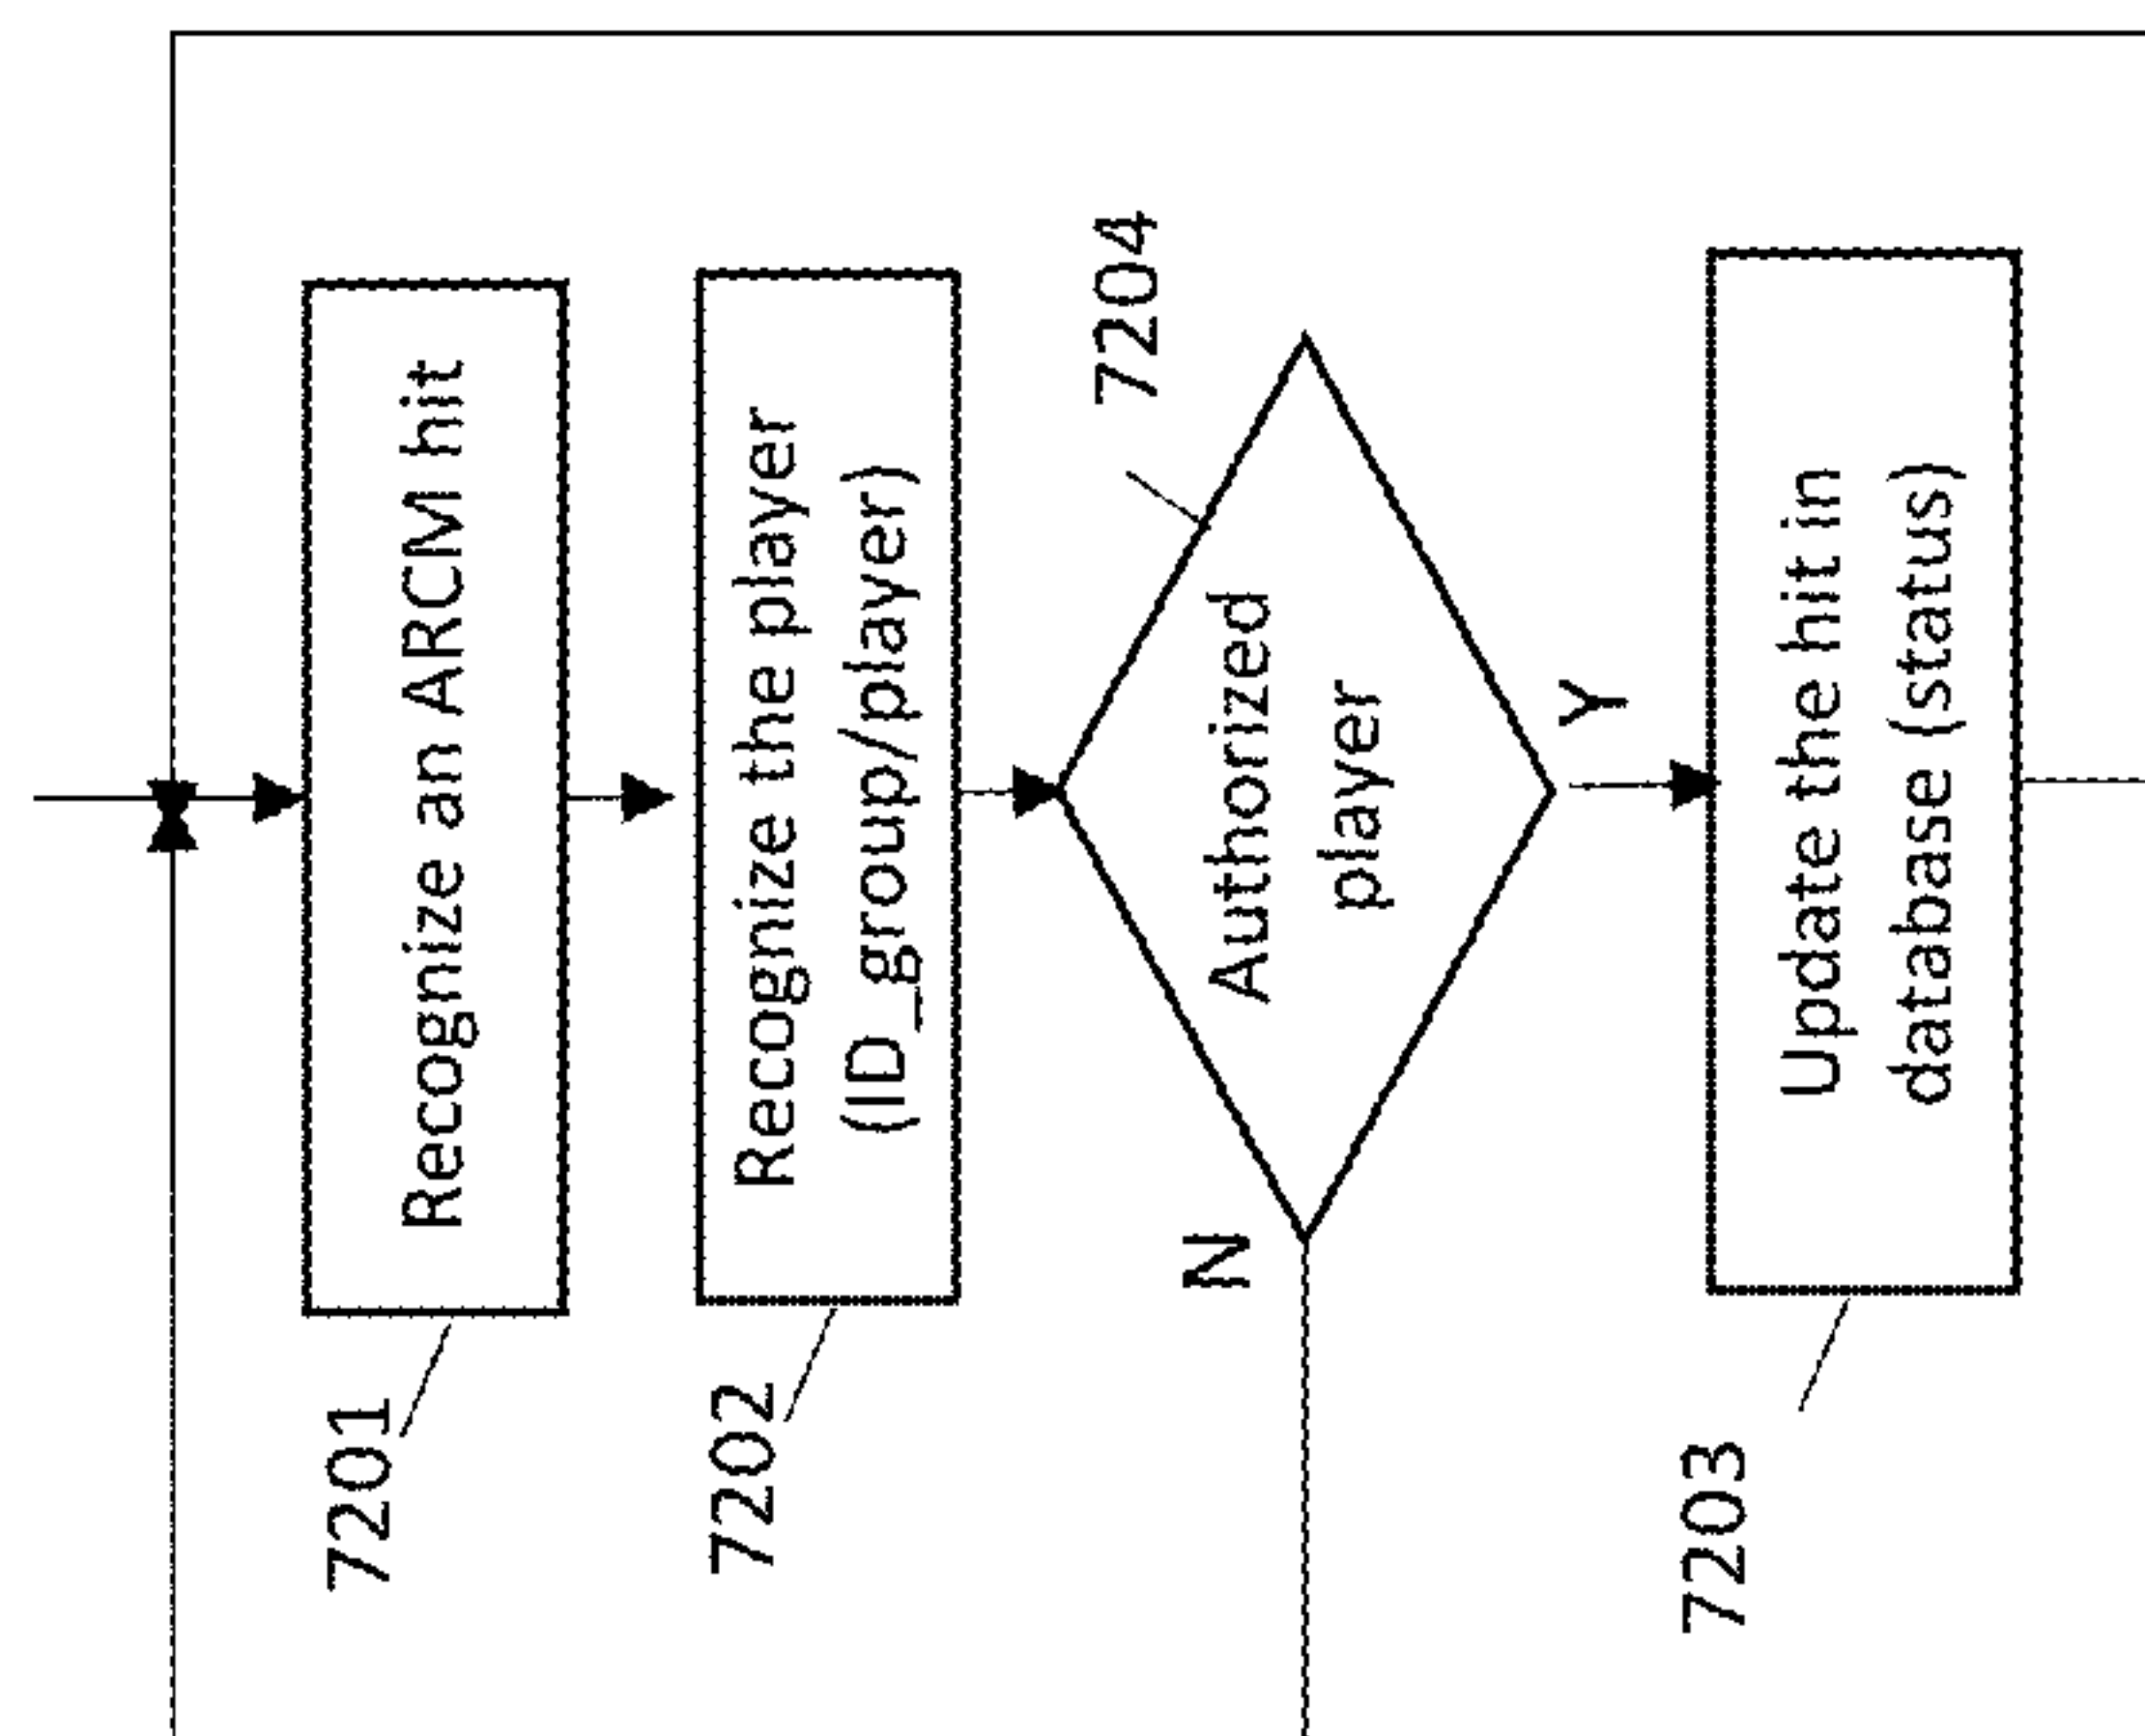 7201
Recognize an ARCM hit
7202
Recognize the player
(ID_group/player)
7204
Authorized
player
N
Y
7203
Update the hit in
database (status)